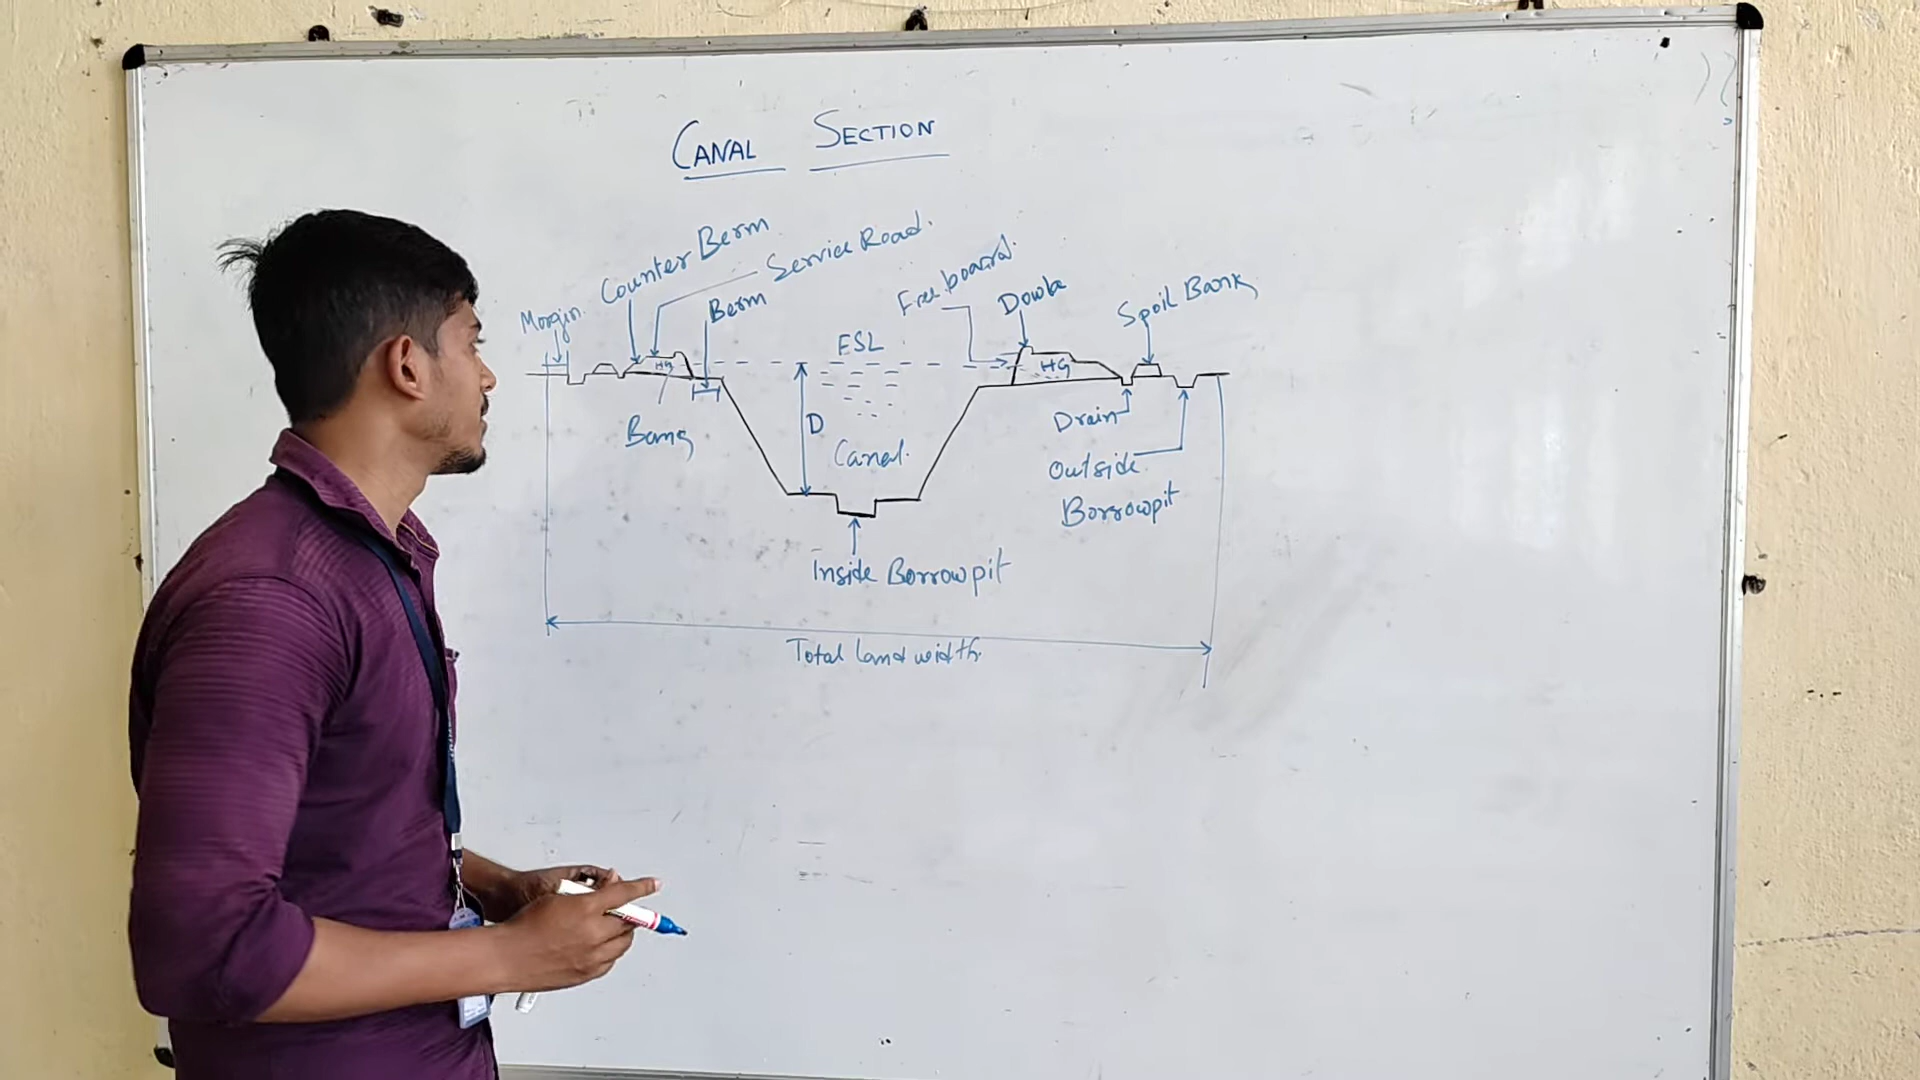 CANAL SECTION
Counter Berm
Service Road.
Margin.
Berm
Free board.
Dowla
Spoil Bank
FSL
HG
HG
Bank
D
Canal.
Drain
Outside
Borrowpit
Inside Borrowpit
Total land width.